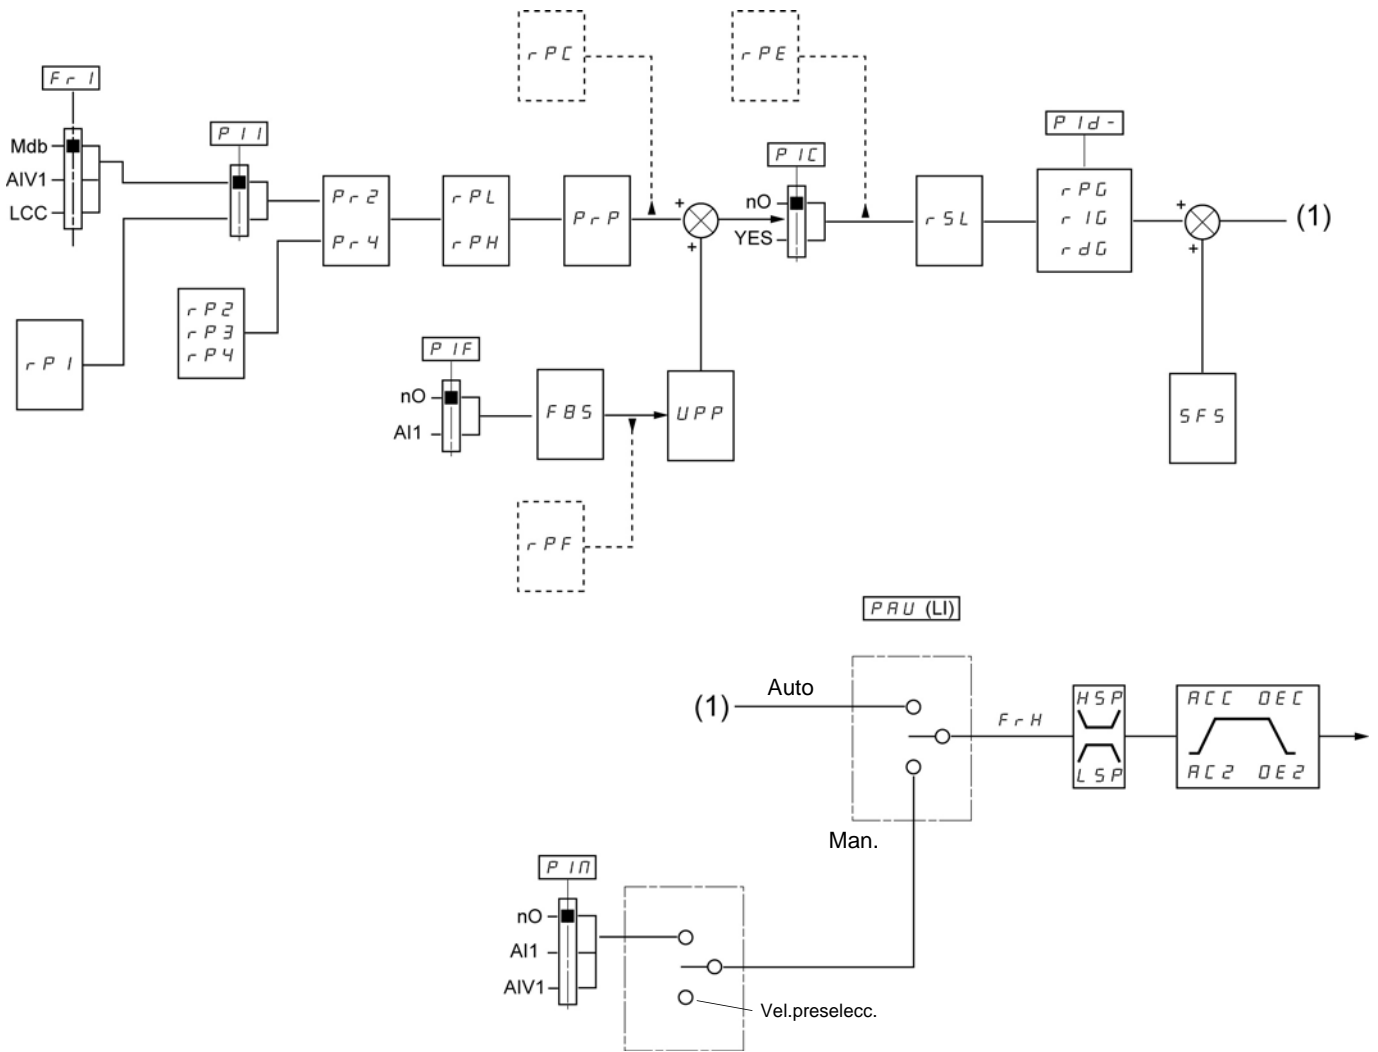 rPC
rPE
Fr1
Mdb
AIV1
LCC
PII
Pr2
Pr4
rPL
rPH
PrP
+
+
PIC
nO
YES
rSL
PId-
rPG
rIG
rdG
+
+
(1)
rP1
rP2
rP3
rP4
PIF
nO
AI1
FBS
UPP
SFS
rPF
PAU (LI)
(1)
Auto
FrH
HSP
LSP
ACC DEC
AC2 DE2
Man.
PIM
nO
AI1
AIV1
Vel.preselecc.